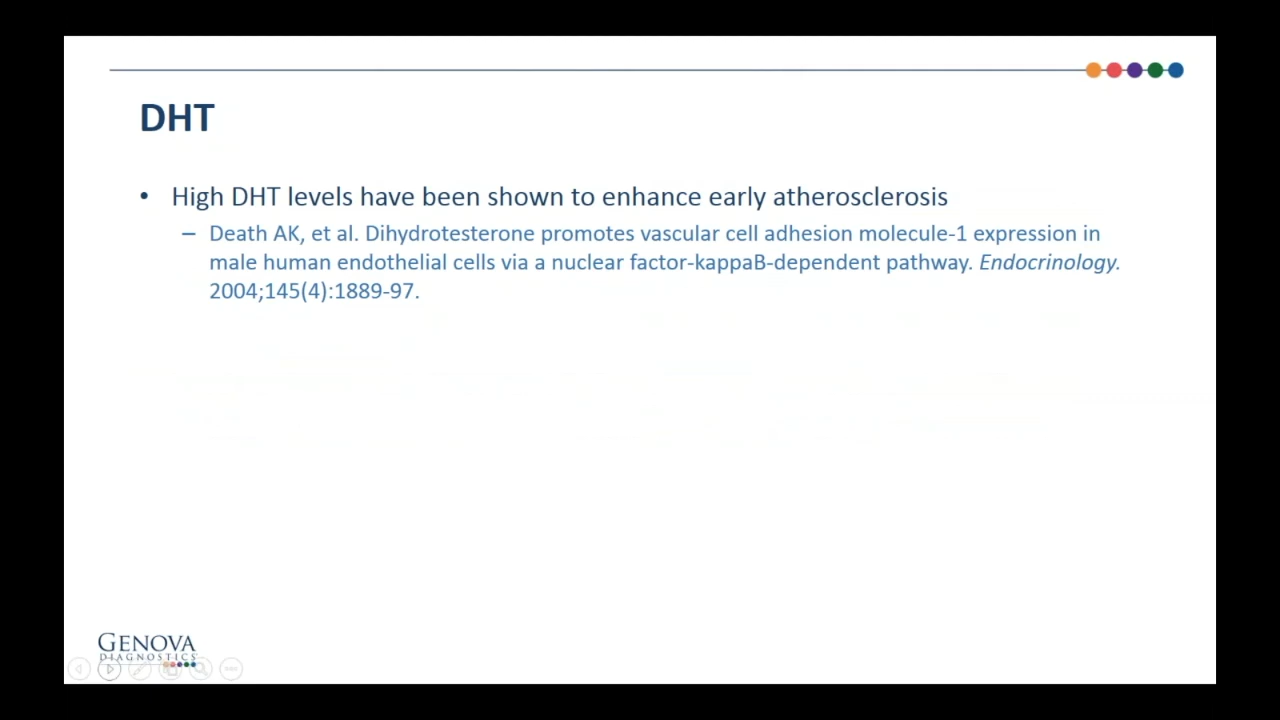 DHT
• High DHT levels have been shown to enhance early atherosclerosis
– Death AK, et al. Dihydrotesterone promotes vascular cell adhesion molecule-1 expression in
male human endothelial cells via a nuclear factor-kappaB-dependent pathway. Endocrinology.
2004;145(4):1889-97.
GENOVA
DIAGNOSTICS